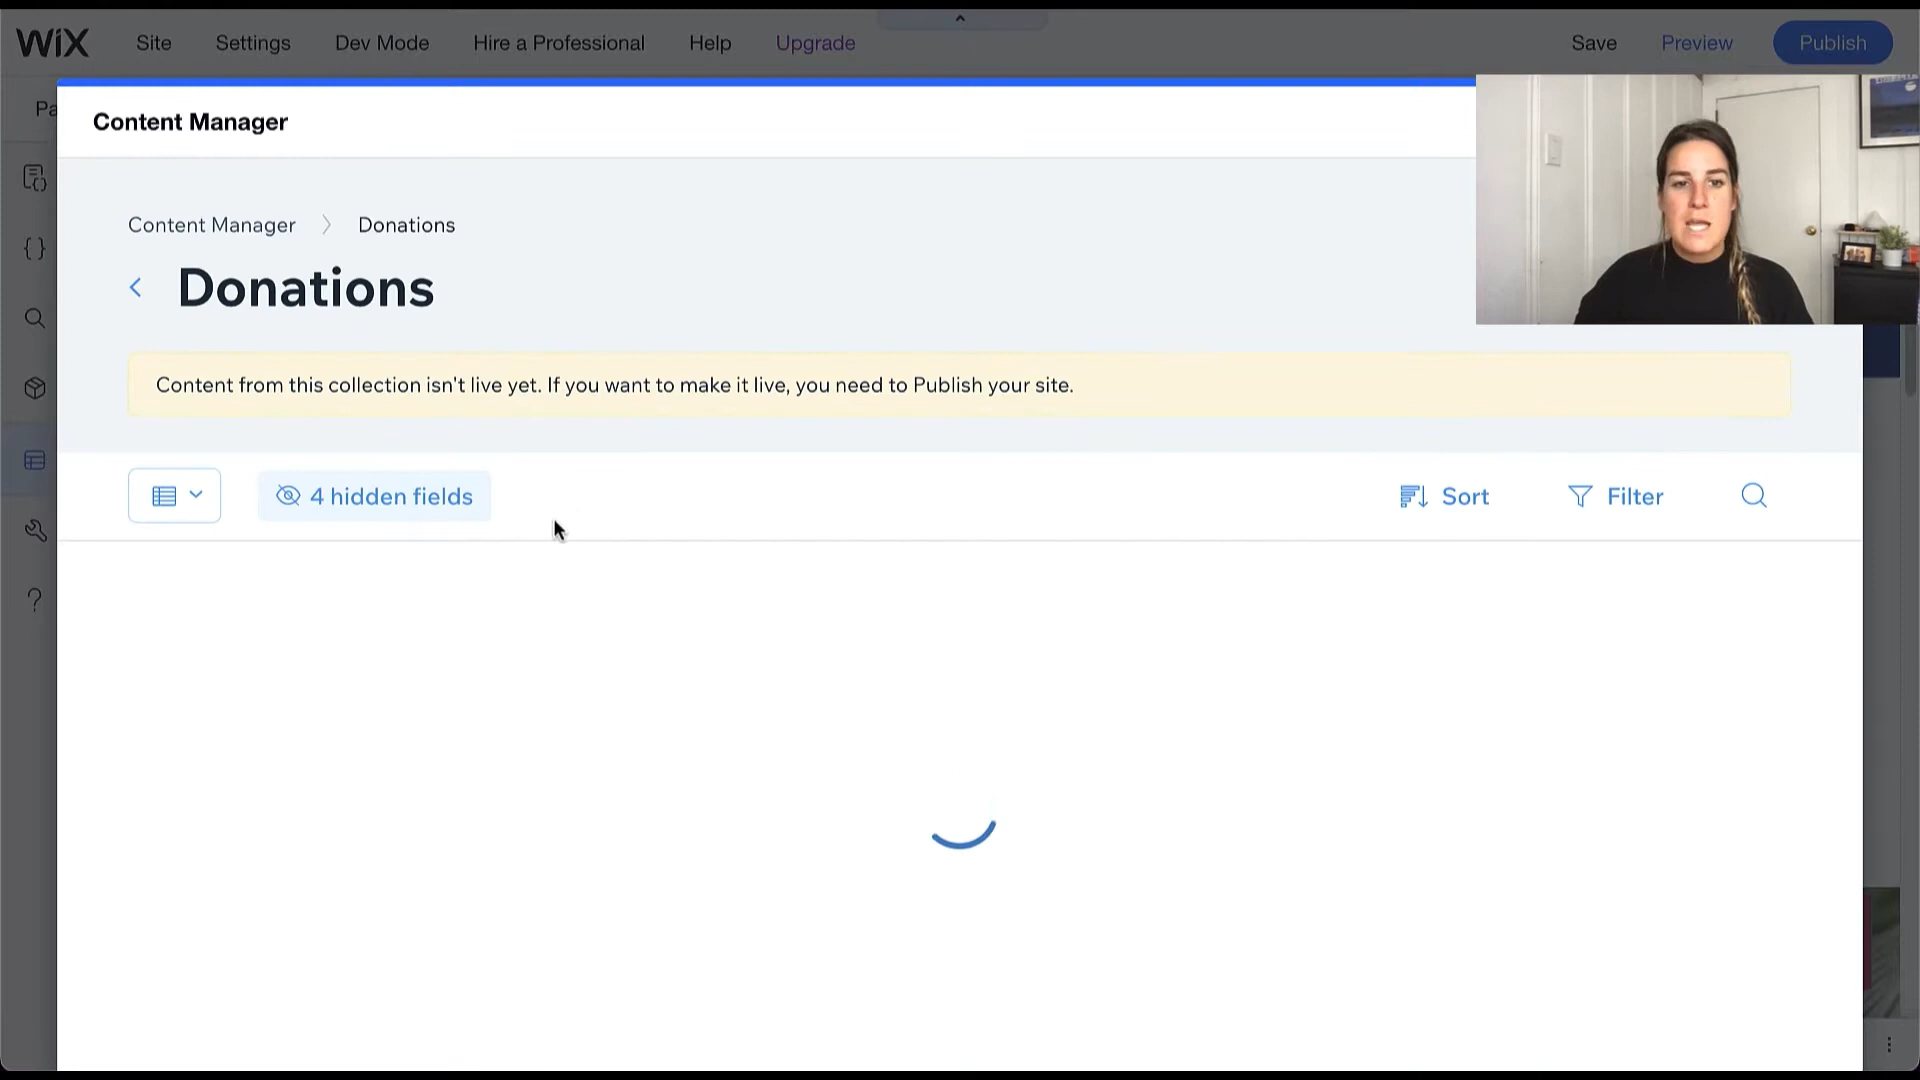 WiX Site Settings Dev Mode Hire a Professional Help Upgrade Save Preview Publish
Pa
Content Manager
Content Manager Donations
Donations
Content from this collection isn't live yet. If you want to make it live, you need to Publish your site.
4 hidden fields Sort Filter